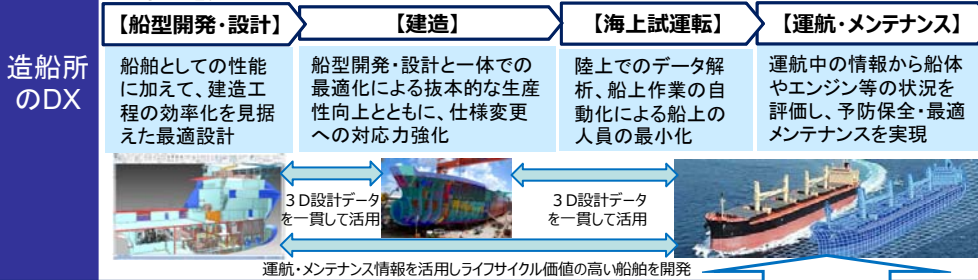 造船所
のDX
【船型開発・設計】
船舶としての性能
に加えて、建造工
程の効率化を見据
えた最適設計
【建造】
船型開発・設計と一体での
最適化による抜本的な生産
性向上とともに、仕様変更
への対応力強化
【海上試運転】
陸上でのデータ解
析、船上作業の自
動化による船上の
人員の最小化
【運航・メンテナンス】
運航中の情報から船体
やエンジン等の状況を
評価し、予防保全・最適
メンテナンスを実現
３Ｄ設計データ
を一貫して活用
３Ｄ設計データ
を一貫して活用
運航・メンテナンス情報を活用しライフサイクル価値の高い船舶を開発